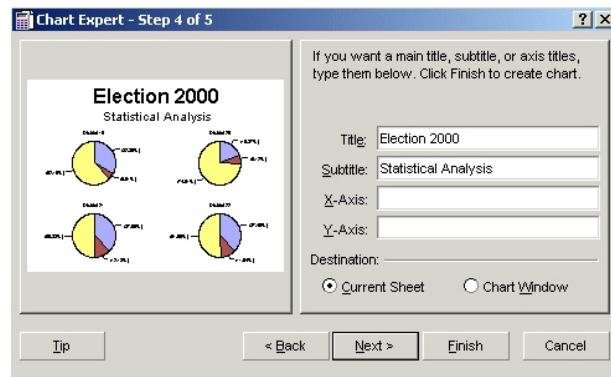 Chart Expert - Step 4 of 5
Election 2000
Statistical Analysis
If you want a main title, subtitle, or axis titles,
type them below. Click Finish to create chart.
Title: Election 2000
Subtitle: Statistical Analysis
X-Axis:
Y-Axis:
Destination:
Current Sheet
Chart Window
Tip
< Back
Next >
Finish
Cancel